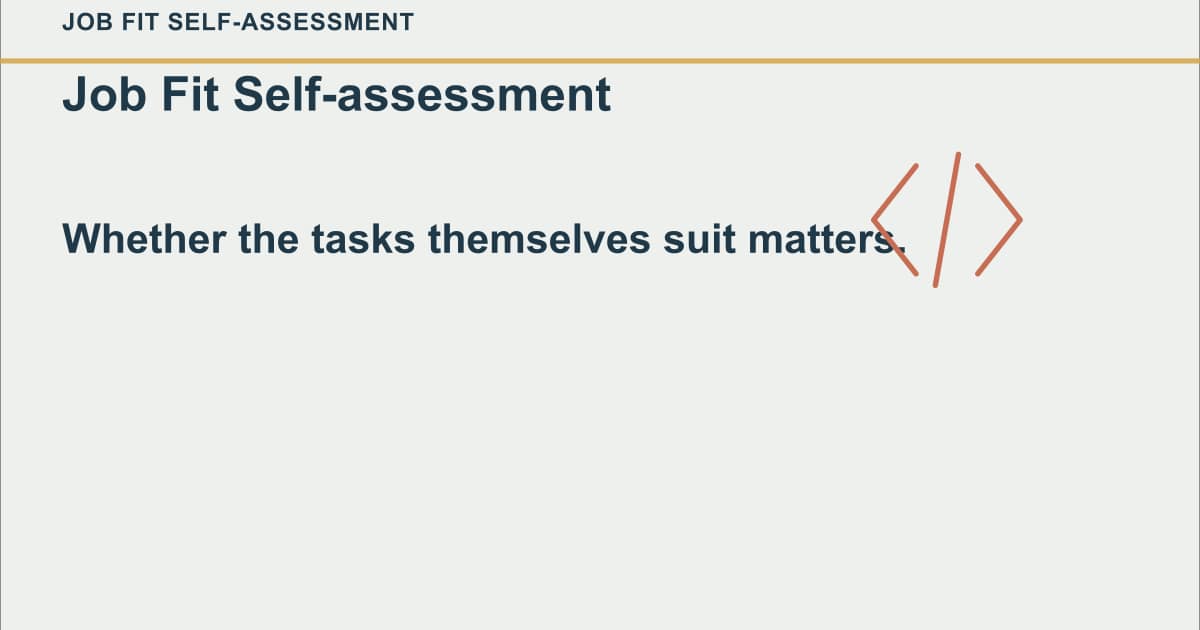 JOB FIT SELF-ASSESSMENT
Job Fit Self-assessment
Whether the tasks themselves suit matters.